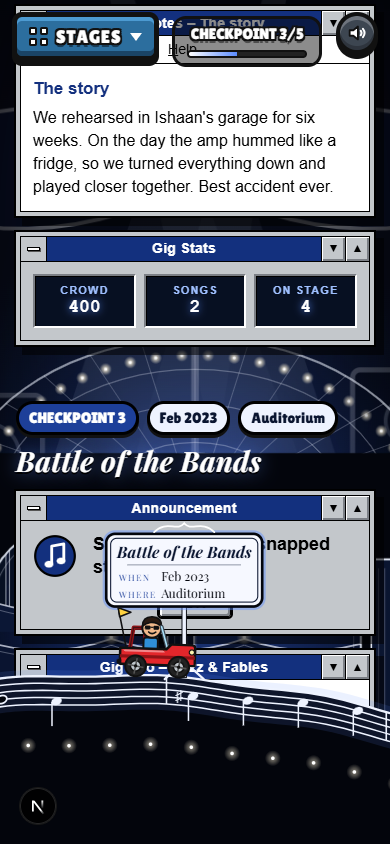 otes – The story
STAGES
CHECKPOINT 3/5
Help
The story
We rehearsed in Ishaan's garage for six
weeks. On the day the amp hummed like a
fridge, so we turned everything down and
played closer together. Best accident ever.
Gig Stats
CROWD
400
SONGS
2
ON STAGE
4
CHECKPOINT 3
Feb 2023
Auditorium
Battle of the Bands
Announcement
snapped
Battle of the Bands
WHEN Feb 2023
WHERE Auditorium
Gig
z & Fables
N